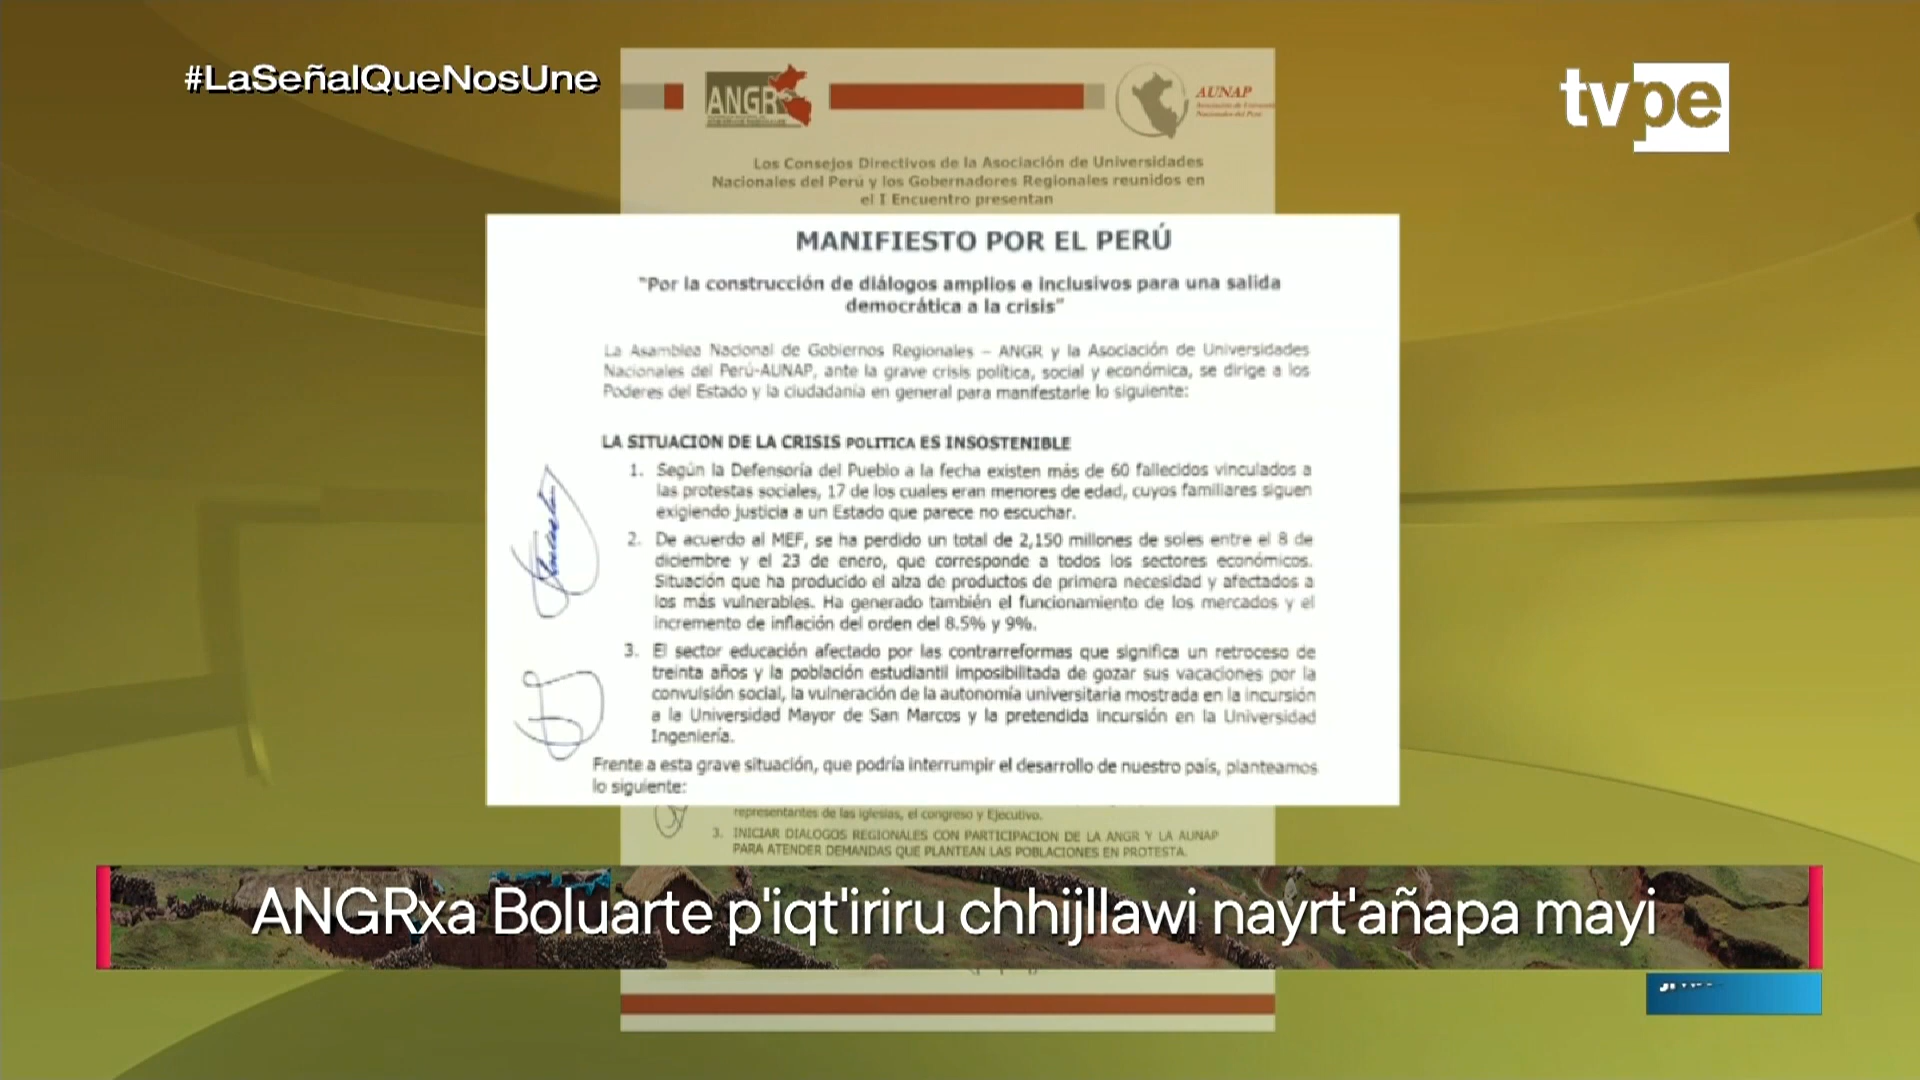 #LaSeñalQueNosUne
tvpe
ANGR
AUNAP
Los Consejos Directivos de la Asociación de Universidades
Nacionales del Perú y los Gobernadores Regionales reunidos en
el I Encuentro presentan
MANIFIESTO POR EL PERÚ
"Por la construcción de diálogos amplios e inclusivos para una salida
democrática a la crisis"
La Asamblea Nacional de Gobiernos Regionales – ANGR y la Asociación de Universidades
Nacionales del Perú-AUNAP, ante la grave crisis política, social y económica, se dirige a los
Poderes del Estado y la ciudadanía en general para manifestarle lo siguiente:
LA SITUACION DE LA CRISIS POLITICA ES INSOSTENIBLE
1. Según la Defensoría del Pueblo a la fecha existen más de 60 fallecidos vinculados a
las protestas sociales, 17 de los cuales eran menores de edad, cuyos familiares siguen
exigiendo justicia a un Estado que parece no escuchar.
2. De acuerdo al MEF, se ha perdido un total de 2,150 millones de soles entre el 8 de
diciembre y el 23 de enero, que corresponde a todos los sectores económicos.
Situación que ha producido el alza de productos de primera necesidad y afectados a
los más vulnerables. Ha generado también el funcionamiento de los mercados y el
incremento de inflación del orden del 8.5% y 9%.
3. El sector educación afectado por las contrarreformas que significa un retroceso de
treinta años y la población estudiantil imposibilitada de gozar sus vacaciones por la
convulsión social, la vulneración de la autonomía universitaria mostrada en la incursión
a la Universidad Mayor de San Marcos y la pretendida incursión en la Universidad
Ingeniería.
Frente a esta grave situación, que podría interrumpir el desarrollo de nuestro país, planteamos
lo siguiente:
representantes de las iglesias, el congreso y Ejecutivo.
3. INICIAR DIALOGOS REGIONALES CON PARTICIPACION DE LA ANGR Y LA AUNAP
PARA ATENDER DEMANDAS QUE PLANTEAN LAS POBLACIONES EN PROTESTA.
ANGRxa Boluarte p'iqt'iriru chhijllawi nayrt'añapa mayi